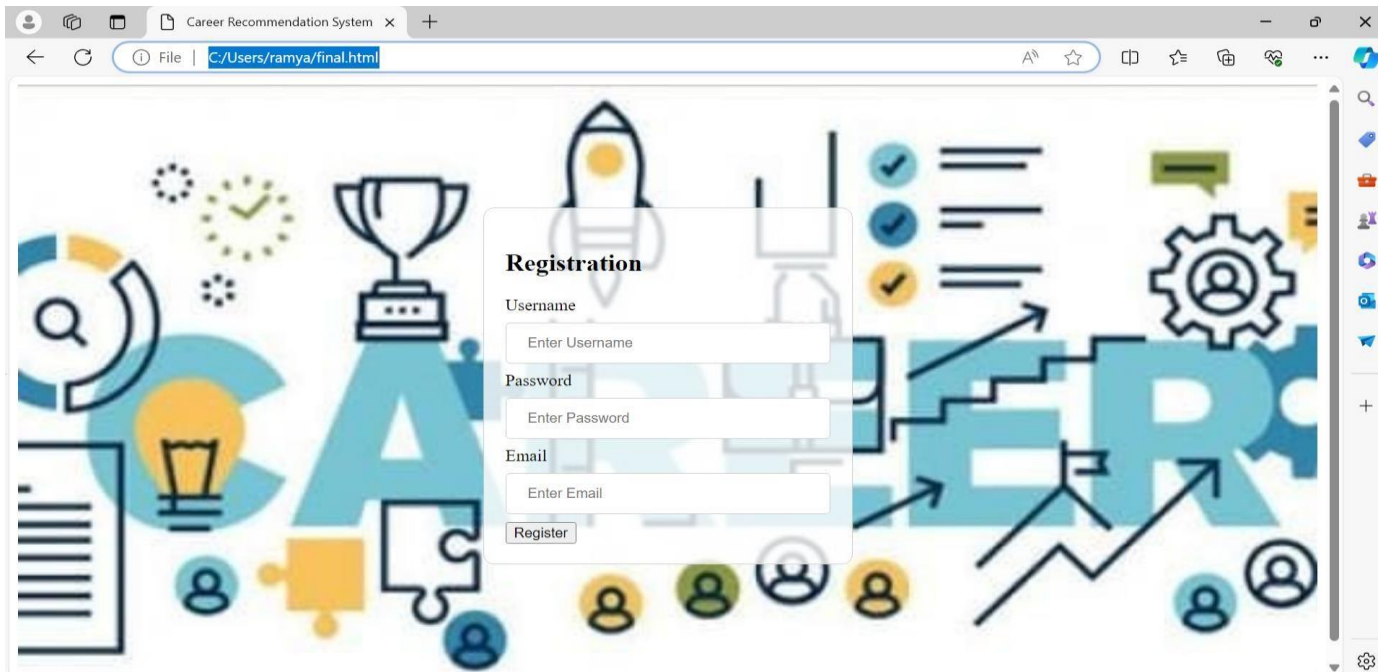 Career Recommendation System
File | C:/Users/ramya/final.html
CAREER
Registration
Username
Enter Username
Password
Enter Password
Email
Enter Email
Register